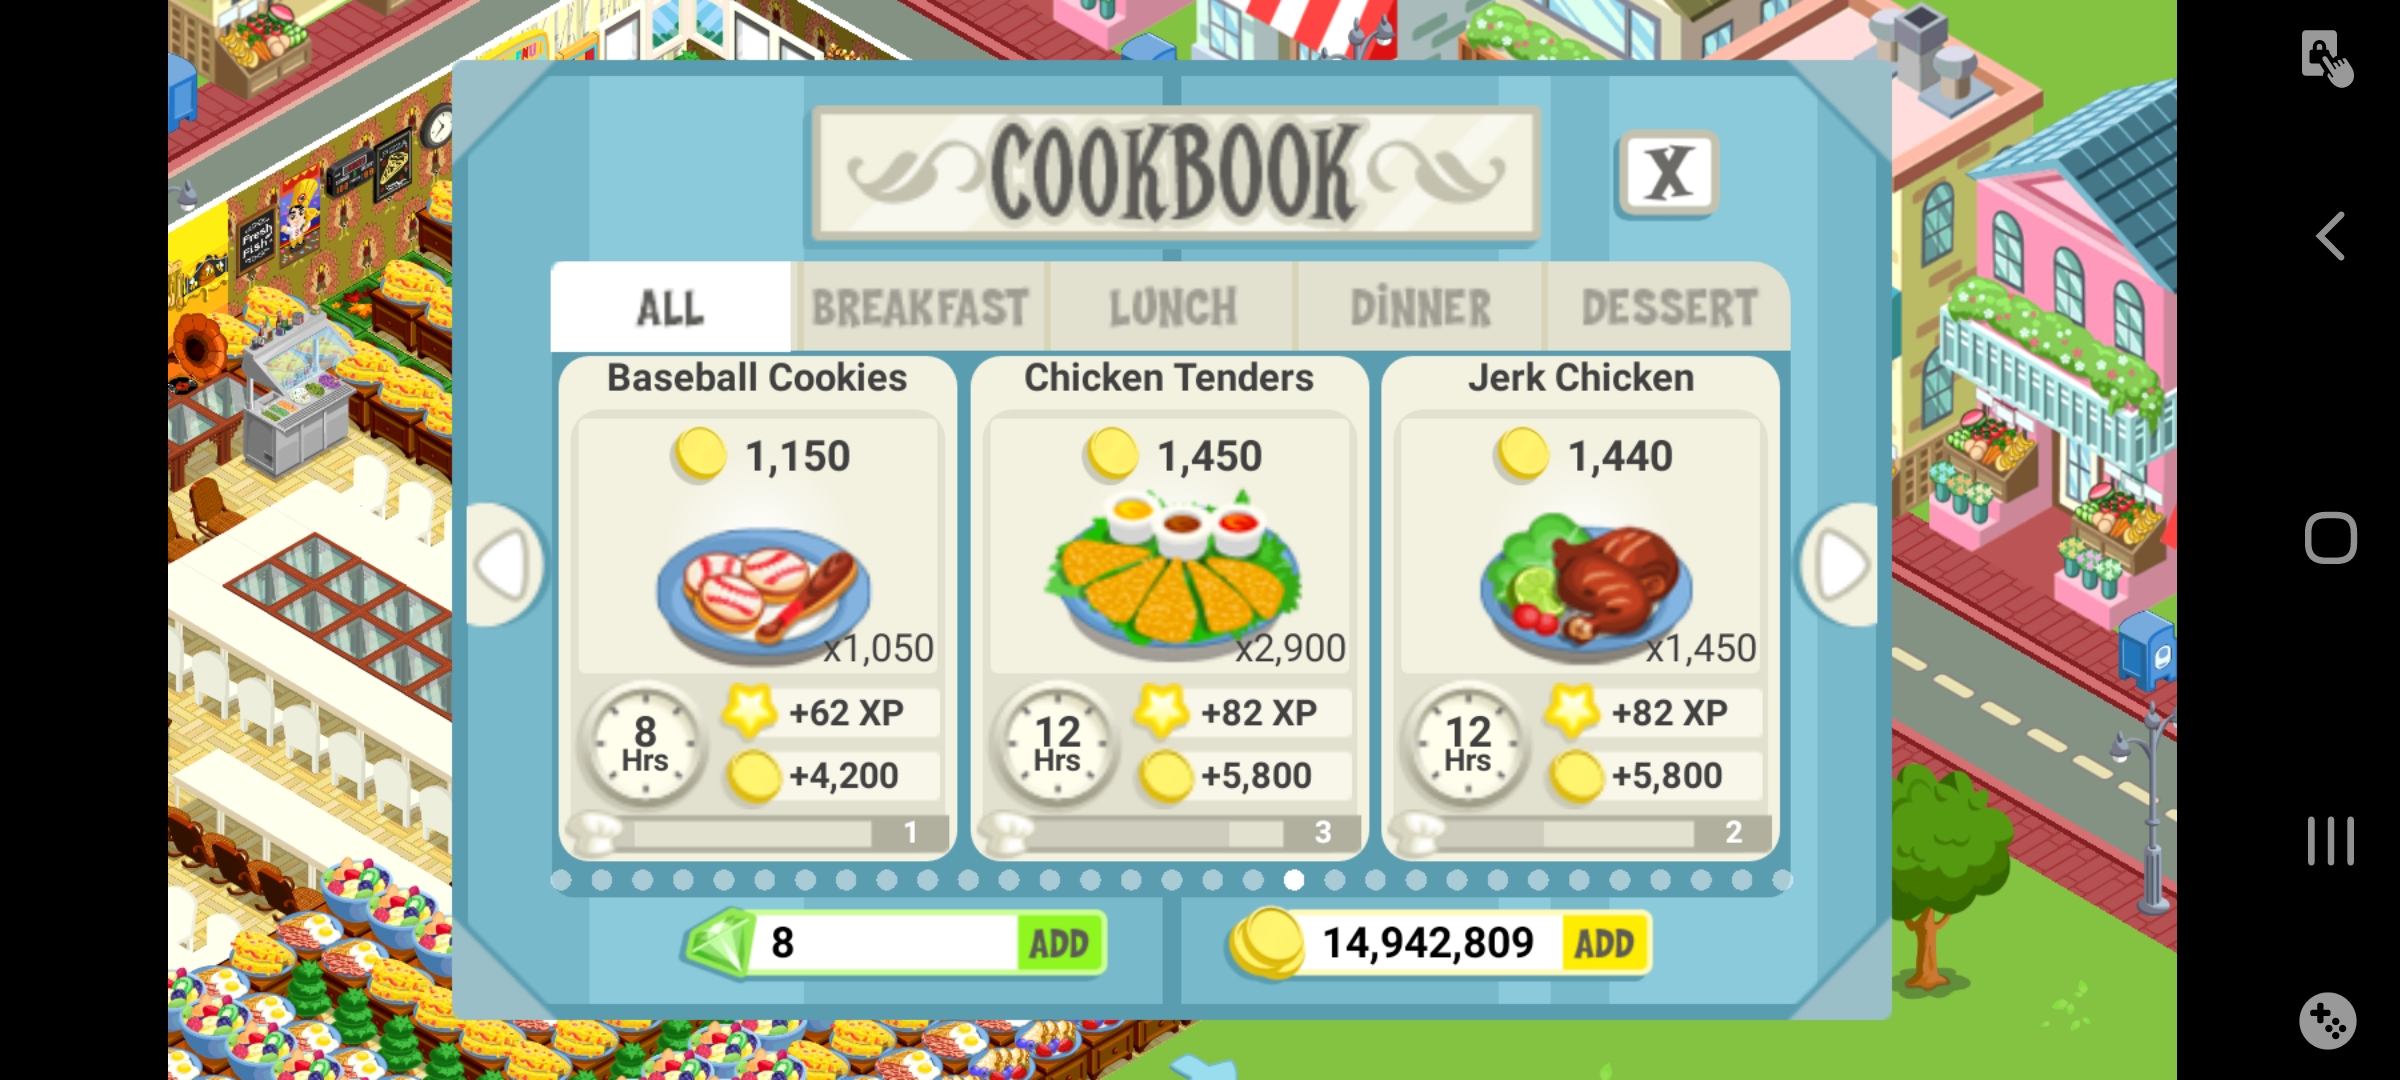 COOKBOOK
X
ALL
BREAKFAST
LUNCH
DINNER
DESSERT
Baseball Cookies
1,150
x1,050
8
Hrs
+62 XP
+4,200
1
Chicken Tenders
1,450
x2,900
12
Hrs
+82 XP
+5,800
3
Jerk Chicken
1,440
x1,450
12
Hrs
+82 XP
+5,800
2
8
ADD
14,942,809
ADD
Fresh
Fish